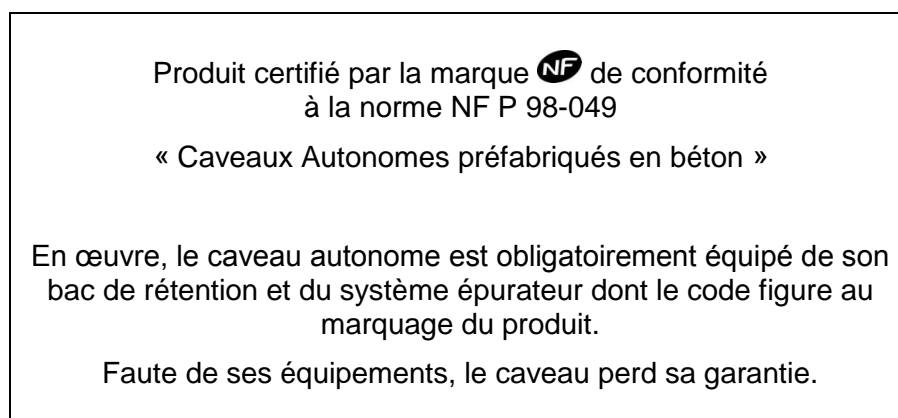 Produit certifié par la marque NF de conformité
à la norme NF P 98-049
« Caveaux Autonomes préfabriqués en béton »
En œuvre, le caveau autonome est obligatoirement équipé de son
bac de rétention et du système épurateur dont le code figure au
marquage du produit.
Faute de ses équipements, le caveau perd sa garantie.